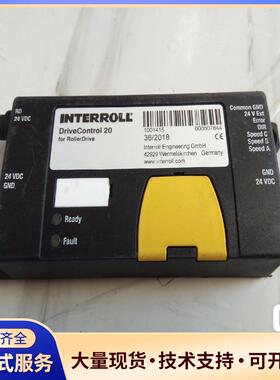 INTERROLL
DriveControl 20
for RollerDrive
1001415
000507844
36/2018
Interroll Engineering GmbH
42929 Wermelskirchen Germany
www.interroll.com
RD
24 VDC
24 VDC
GND
Ready
Fault
Common GND
24 V Ext
Error
DIR
Speed C
Speed B
Speed A
GND
24 VDC
齐全
式服务
大量现货·技术支持·可开